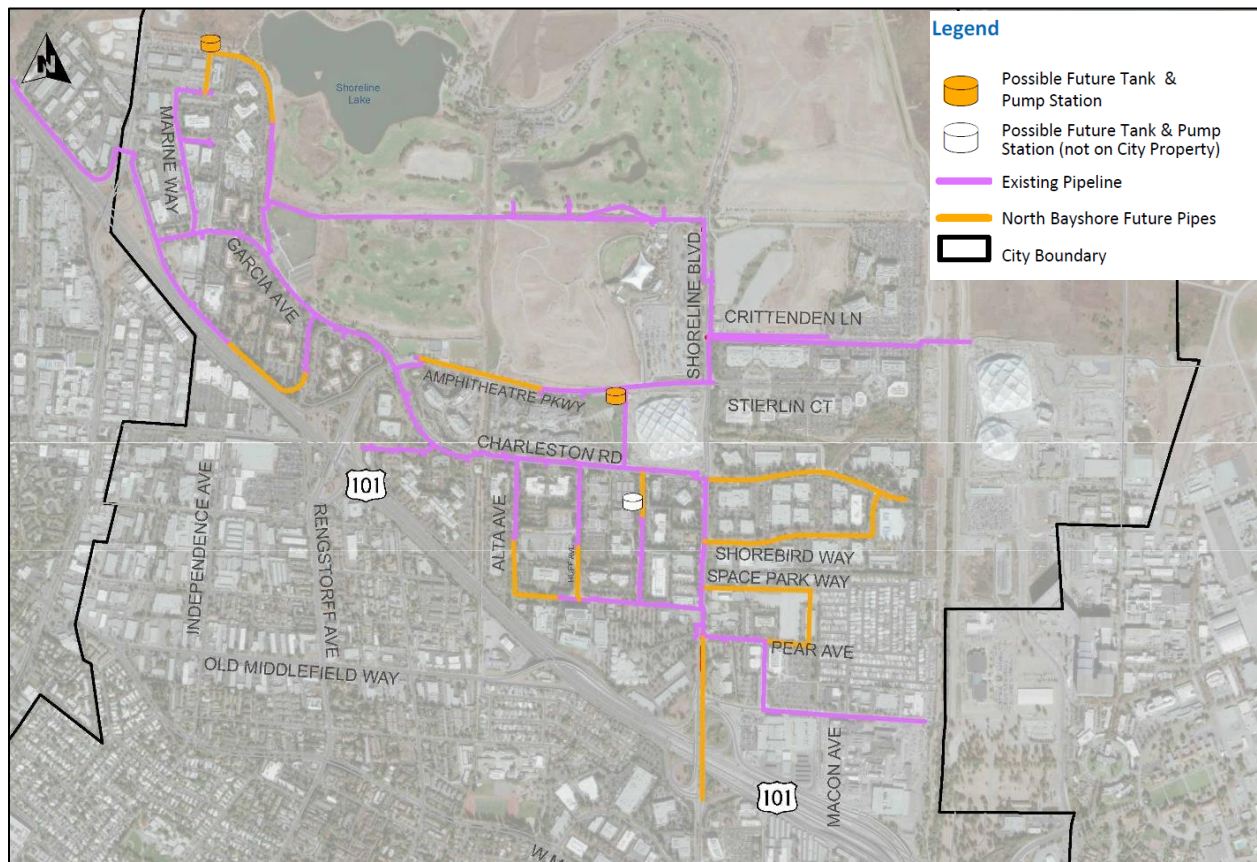 Legend
Possible Future Tank &
Pump Station
Possible Future Tank & Pump
Station (not on City Property)
Existing Pipeline
North Bayshore Future Pipes
City Boundary
N
Shoreline
Lake
MARINE WAY
GARCIA AVE
SHORELINE BLVD.
CRITTENDEN LN
AMPHITHEATRE PKWY
STIERLIN CT
CHARLESTON RD
101
INDEPENDENCE AVE
RENGSTORFF AVE
ALTA AVE
HUFF AVE
SHOREBIRD WAY
SPACE PARK WAY
PEAR AVE
OLD MIDDLEFIELD WAY
MACON AVE
101